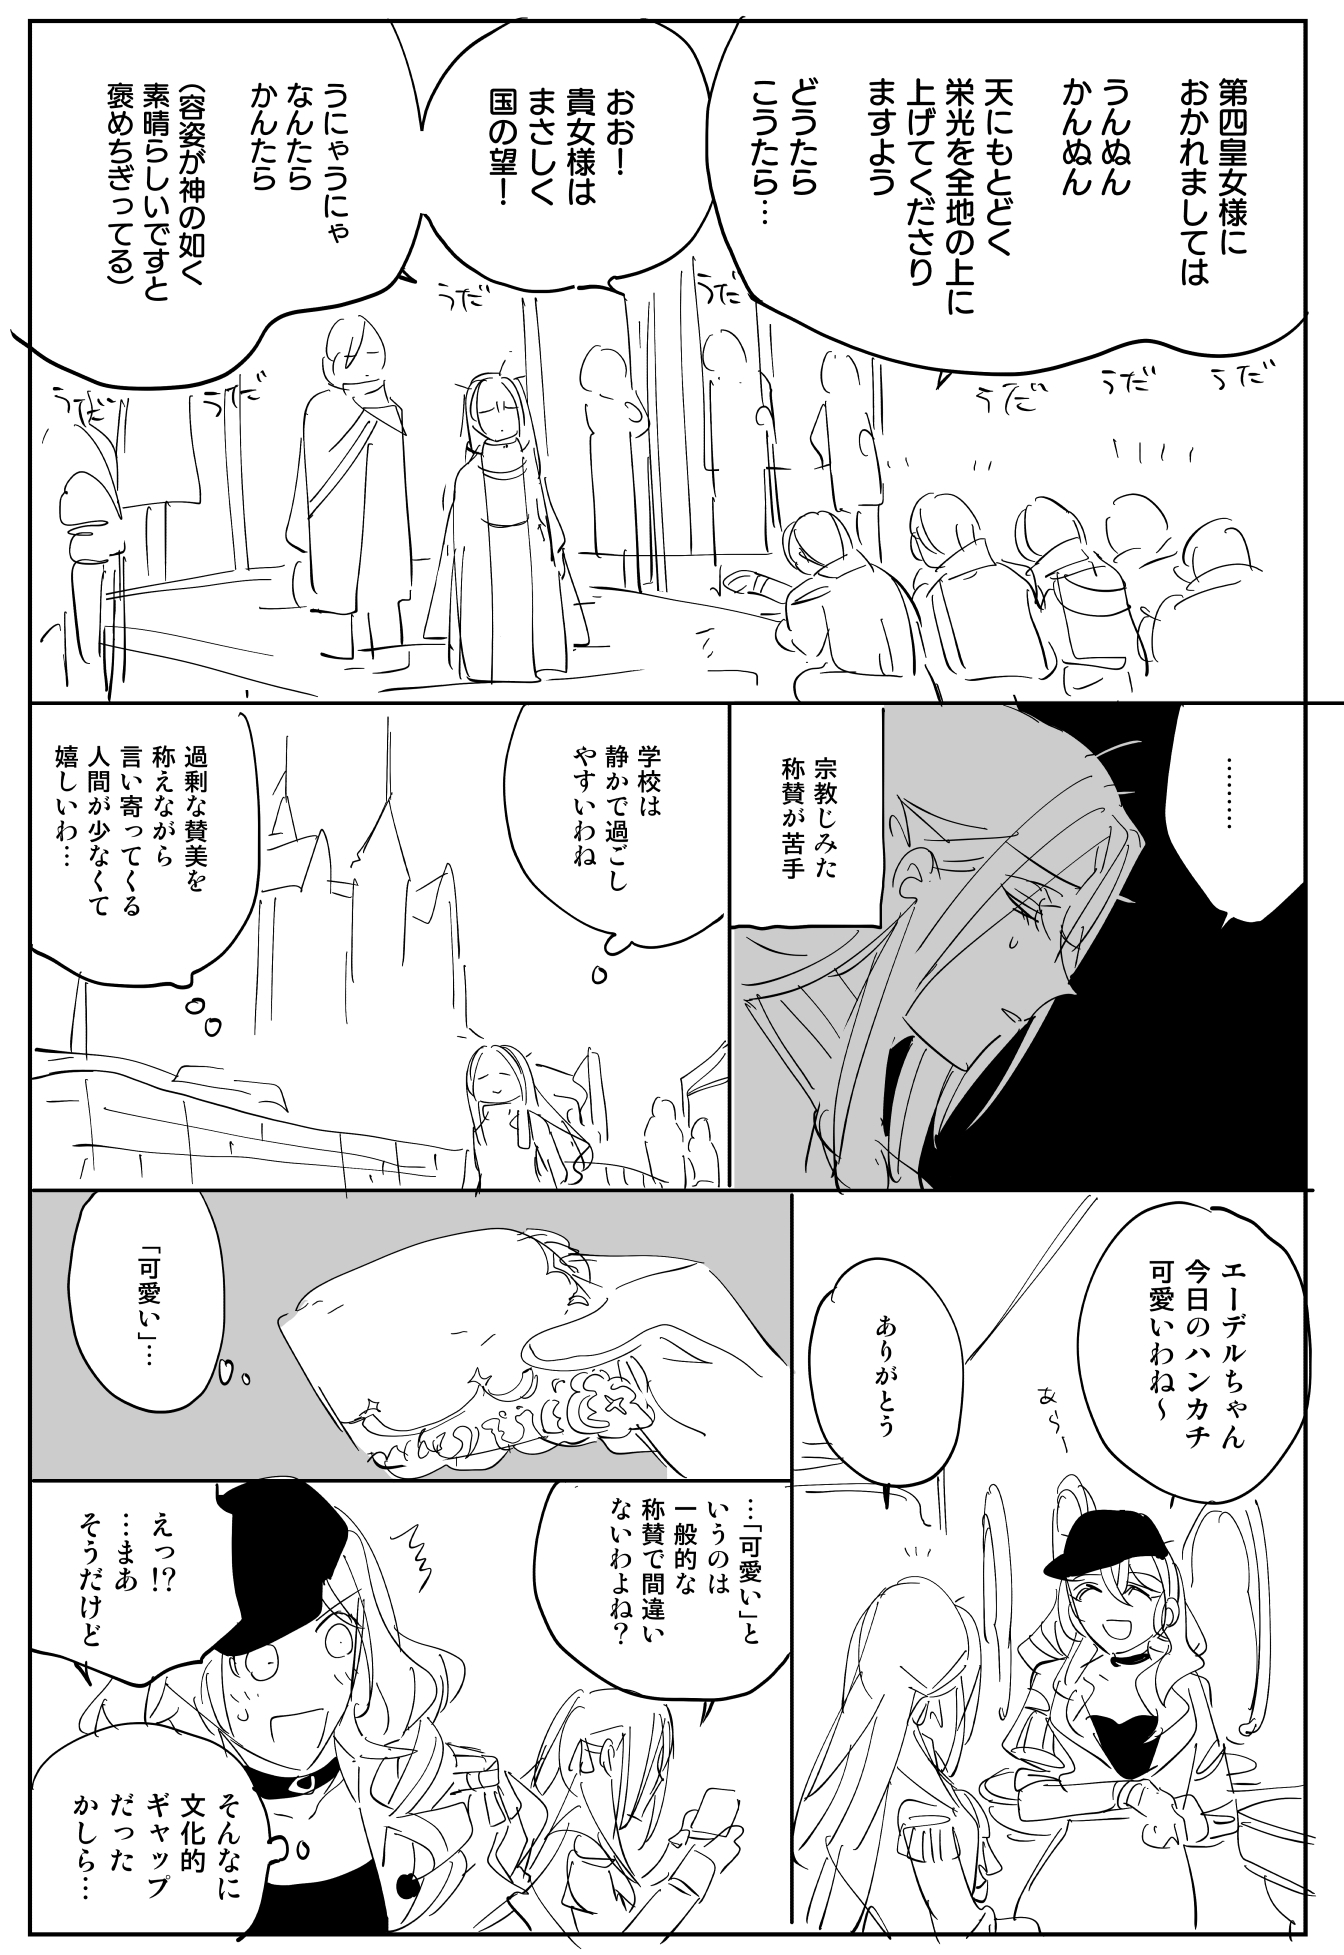 第四皇女様に
おかれましては
うんぬん
かんぬん
天にもとどく
栄光を全地の上に
上げてくださり
ますよう
どうたら
こうたら…
おお！
貴女様は
まさしく
国の望！
うにゃうにゃ
なんたら
かんたら
（容姿が神の如く
素晴らしいですと
褒めちぎってる）
うだ
うだ
うだ
うだ
うだ
うだ
うだ
………
宗教じみた
称賛が苦手
学校は
静かで過ごし
やすいわね
過剰な賛美を
称えながら
言い寄ってくる
人間が少なくて
嬉しいわ…
エーデルちゃん
今日のハンカチ
可愛いわね～
あら〜
ありがとう
「可愛い」…
…「可愛い」と
いうのは
一般的な
称賛で間違い
ないわよね？
えっ!?
…まあ
そうだけど
そんなに
文化的
ギャップ
だった
かしら…